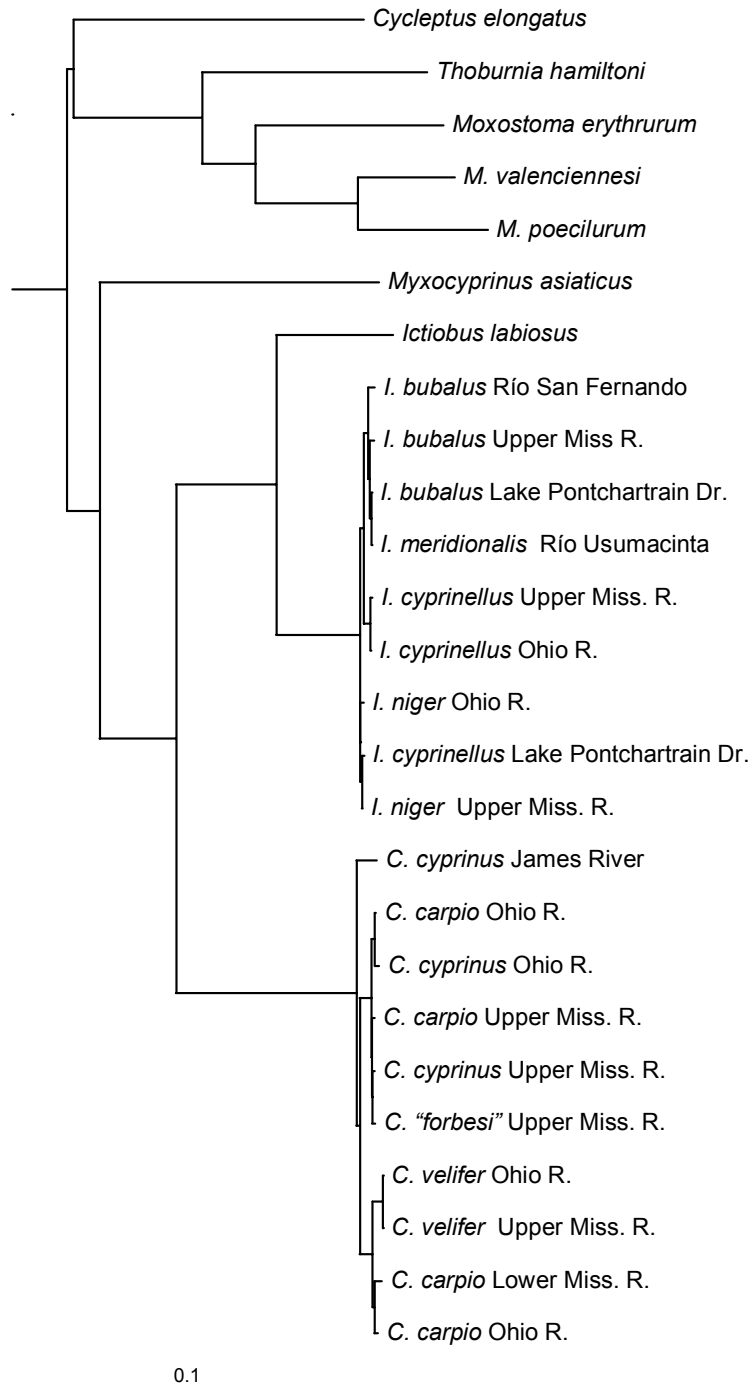 Cycleptus elongatus
Thoburnia hamiltoni
Moxostoma erythrurum
M. valenciennesi
M. poecilurum
Myxocyprinus asiaticus
Ictiobus labiosus
I. bubalus Río San Fernando
I. bubalus Upper Miss R.
I. bubalus Lake Pontchartrain Dr.
I. meridionalis Río Usumacinta
I. cyprinellus Upper Miss. R.
I. cyprinellus Ohio R.
I. niger Ohio R.
I. cyprinellus Lake Pontchartrain Dr.
I. niger Upper Miss. R.
C. cyprinus James River
C. carpio Ohio R.
C. cyprinus Ohio R.
C. carpio Upper Miss. R.
C. cyprinus Upper Miss. R.
C. “forbesi” Upper Miss. R.
C. velifer Ohio R.
C. velifer Upper Miss. R.
C. carpio Lower Miss. R.
C. carpio Ohio R.
0.1